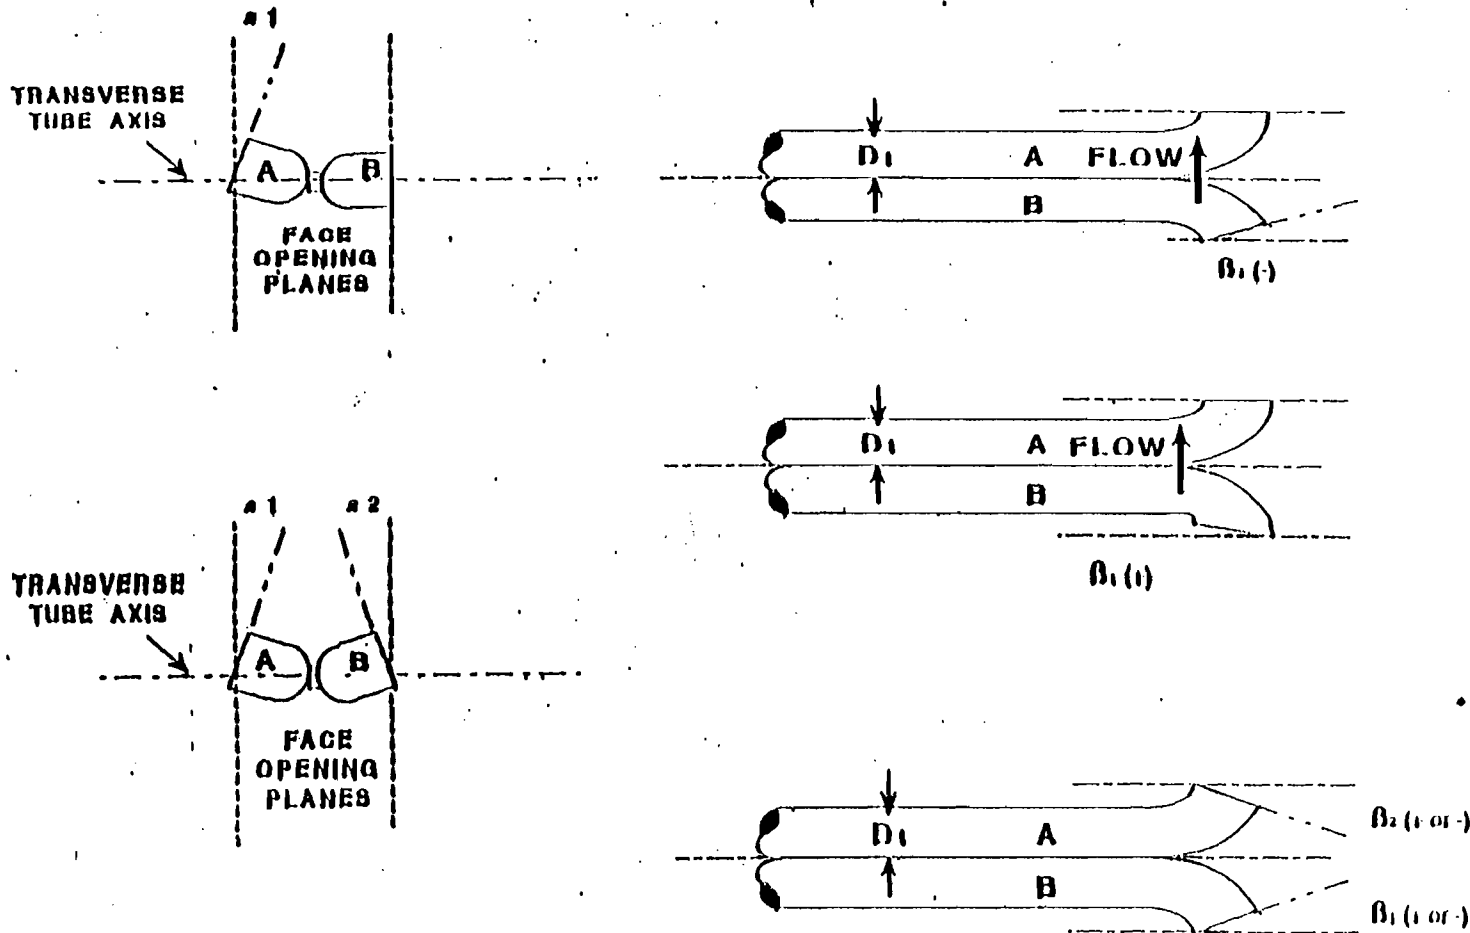 α 1
TRANSVERSE
TUBE AXIS
A
B
FACE
OPENING
PLANES
D1
A
FLOW
B
β1 (-)
D1
A
FLOW
B
β1 (+)
α 1
α 2
TRANSVERSE
TUBE AXIS
A
B
FACE
OPENING
PLANES
D1
A
B
β2 (+ or -)
β1 (+ or -)